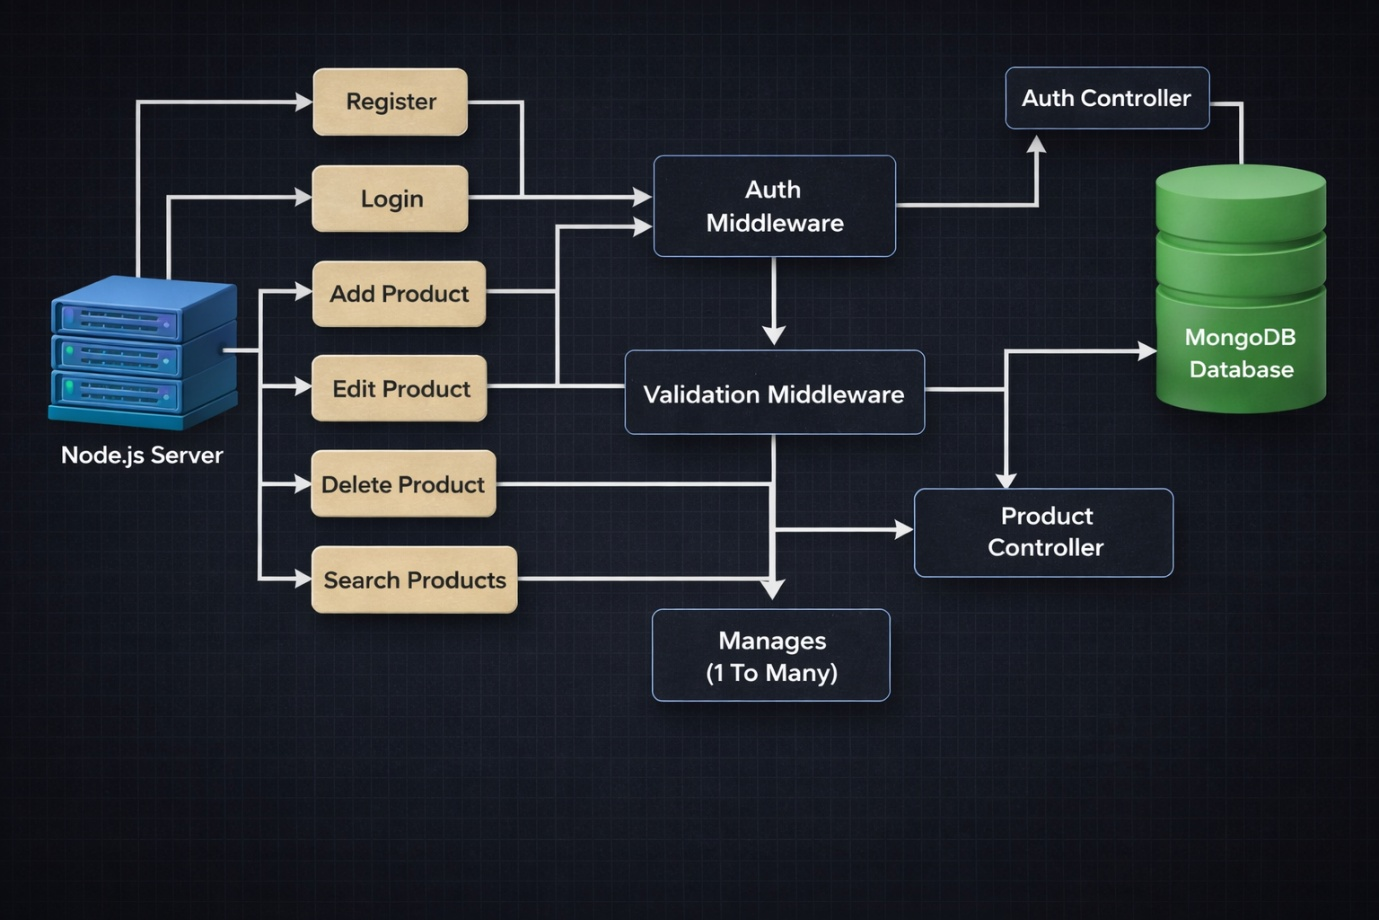 Register
Auth Controller
Login
Auth
Middleware
Add Product
Edit Product
Validation Middleware
MongoDB
Database
Node.js Server
Delete Product
Product
Controller
Search Products
Manages
(1 To Many)